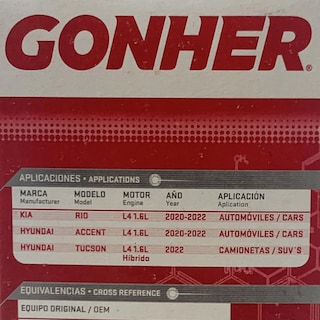 GONHER®
APLICACIONES • APPLICATIONS
MARCA MODELO MOTOR AÑO APLICACIÓN
Manufacturer Model Engine Year Aplication
KIA RIO L4 1.6L 2020-2022 AUTOMÓVILES / CARS
HYUNDAI ACCENT L4 1.6L 2020-2022 AUTOMÓVILES / CARS
HYUNDAI TUCSON L4 1.6L 2022 CAMIONETAS / SUV´S
Híbrido
EQUIVALENCIAS • CROSS REFERENCE
EQUIPO ORIGINAL / OEM